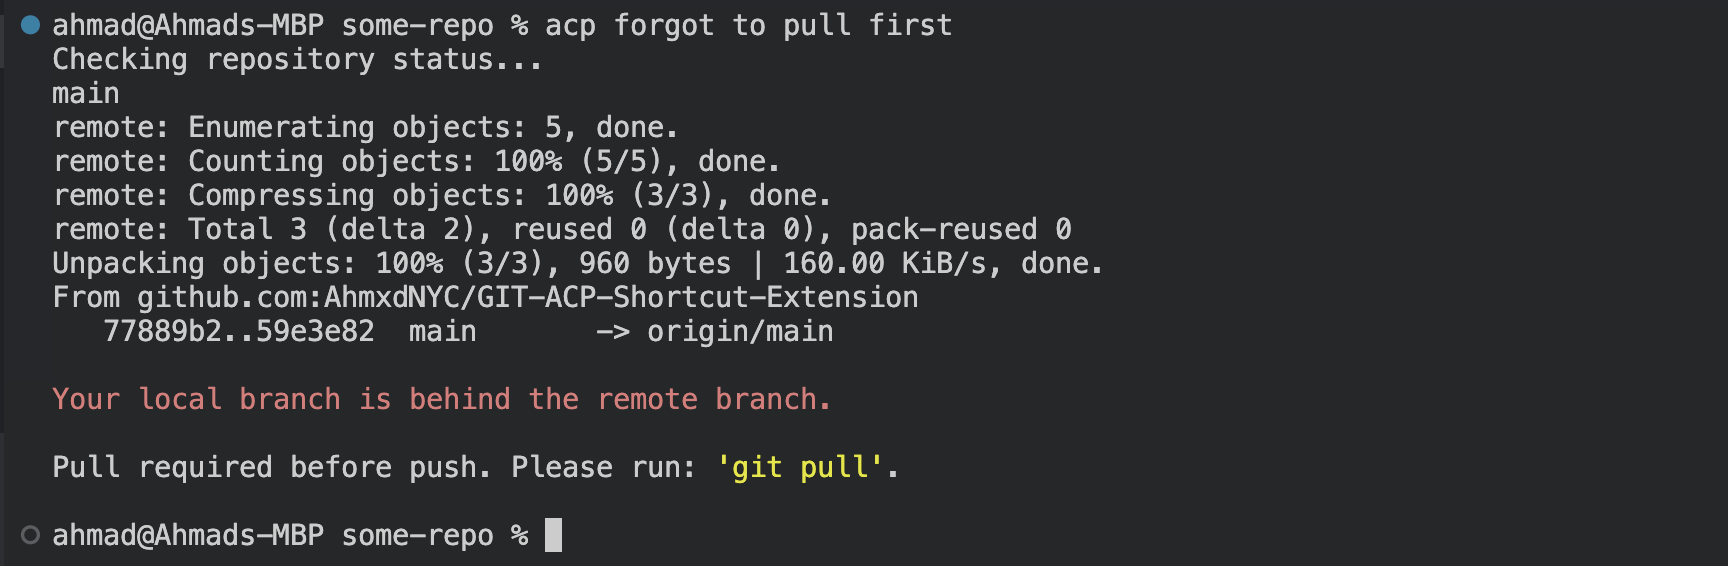 ahmad@Ahmads-MBP some-repo % acp forgot to pull first
Checking repository status...
main
remote: Enumerating objects: 5, done.
remote: Counting objects: 100% (5/5), done.
remote: Compressing objects: 100% (3/3), done.
remote: Total 3 (delta 2), reused 0 (delta 0), pack-reused 0
Unpacking objects: 100% (3/3), 960 bytes | 160.00 KiB/s, done.
From github.com:AhmxdNYC/GIT-ACP-Shortcut-Extension
   77889b2..59e3e82  main       -> origin/main
Your local branch is behind the remote branch.
Pull required before push. Please run: 'git pull'.
ahmad@Ahmads-MBP some-repo %